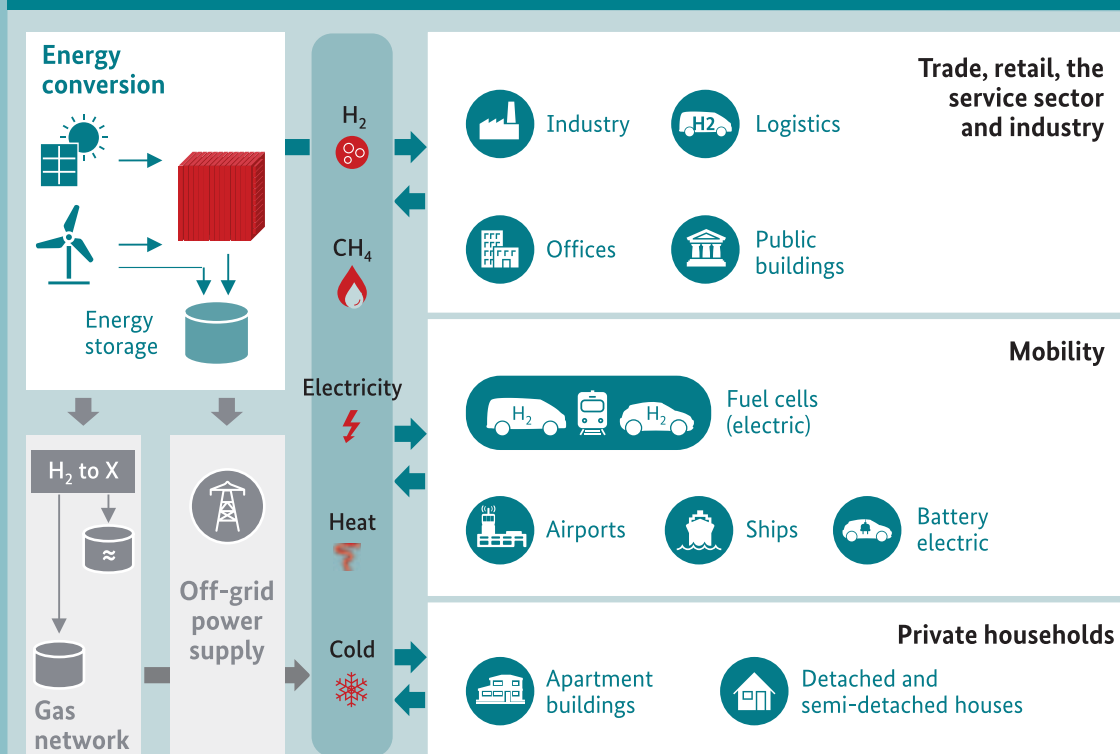 Energy
conversion
Energy
storage
H₂ to X
Gas
network
Off-grid
power
supply
H₂
CH₄
Electricity
Heat
Cold
Trade, retail, the
service sector
and industry
Industry
H2
Logistics
Offices
Public
buildings
Mobility
H₂
H₂
Fuel cells
(electric)
Airports
Ships
Battery
electric
Private households
Apartment
buildings
Detached and
semi-detached houses